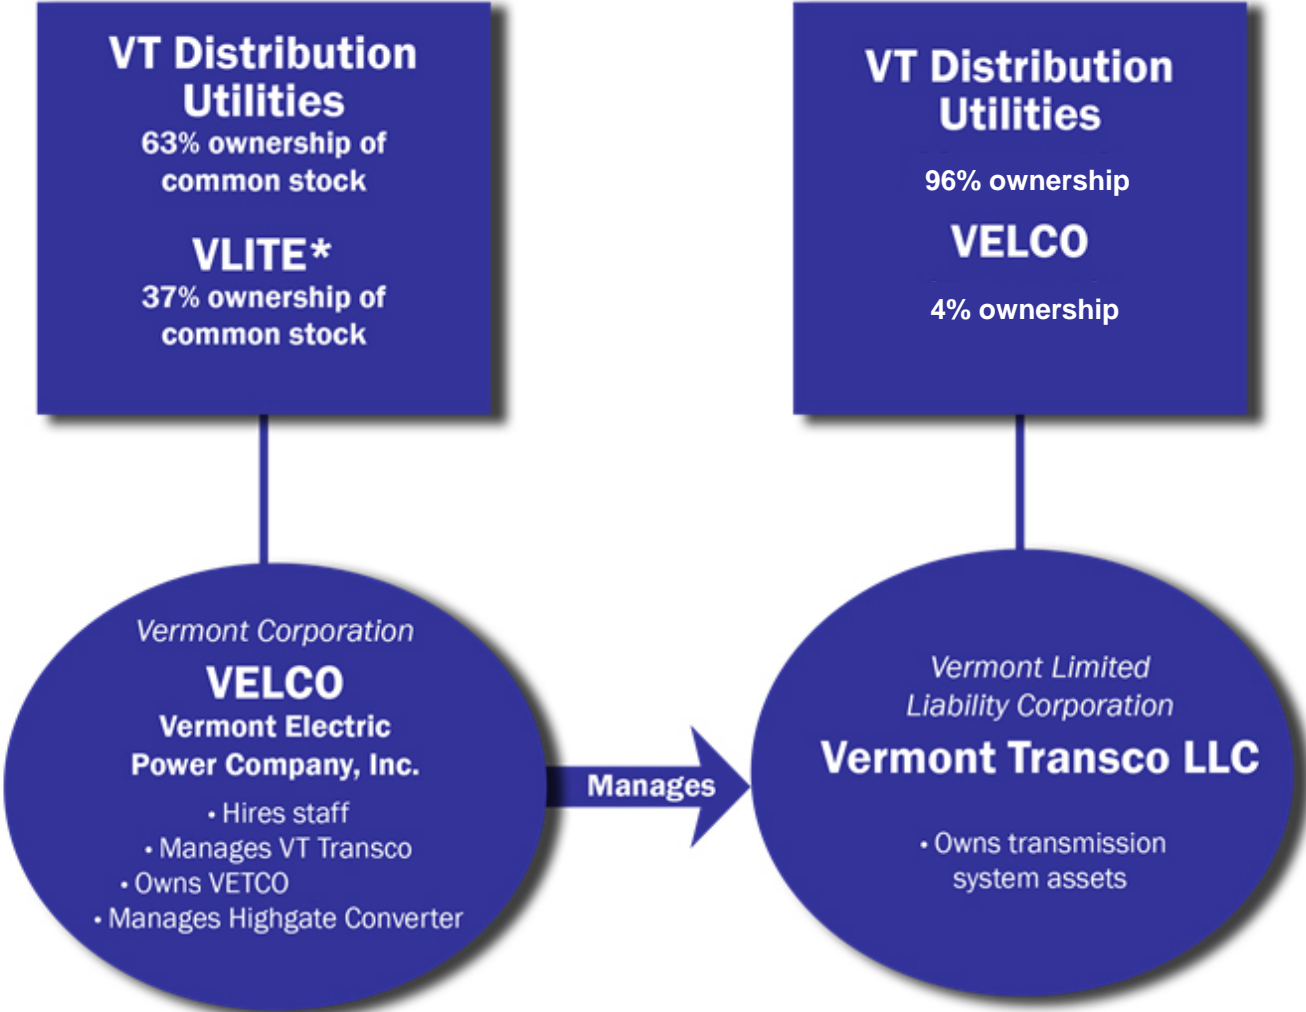 VT Distribution
Utilities
63% ownership of
common stock
VLITE*
37% ownership of
common stock
VT Distribution
Utilities
96% ownership
VELCO
4% ownership
Vermont Corporation
VELCO
Vermont Electric
Power Company, Inc.
• Hires staff
• Manages VT Transco
• Owns VETCO
• Manages Highgate Converter
Manages
Vermont Limited
Liability Corporation
Vermont Transco LLC
• Owns transmission
system assets